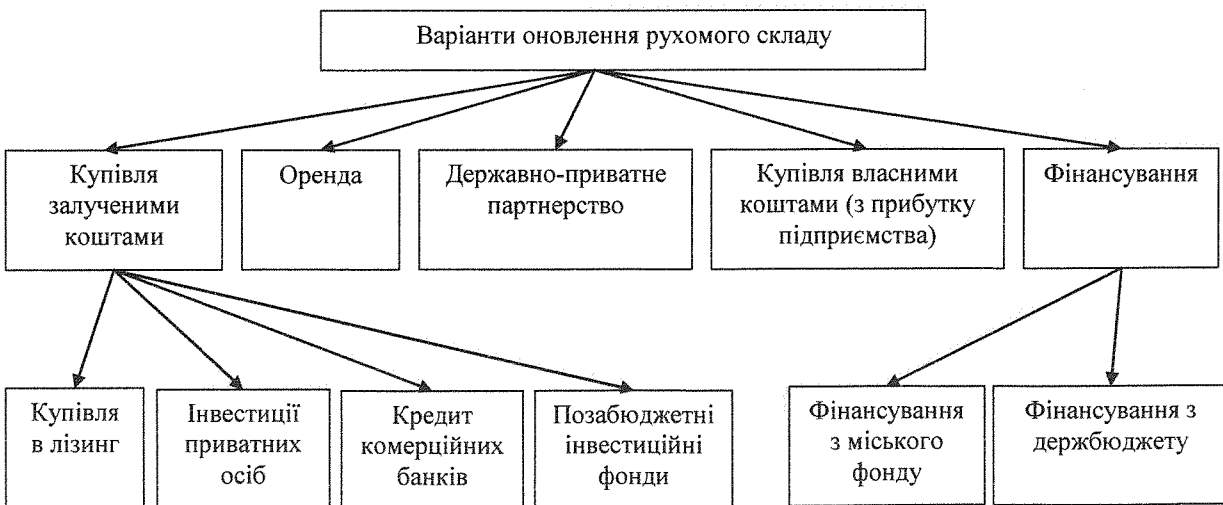 Варіанти оновлення рухомого складу
Купівля
залученими
коштами
Оренда
Державно-приватне
партнерство
Купівля власними
коштами (з прибутку
підприємства)
Фінансування
Купівля
в лізинг
Інвестиції
приватних
осіб
Кредит
комерційних
банків
Позабюджетні
інвестиційні
фонди
Фінансування
з міського
фонду
Фінансування з
держбюджету